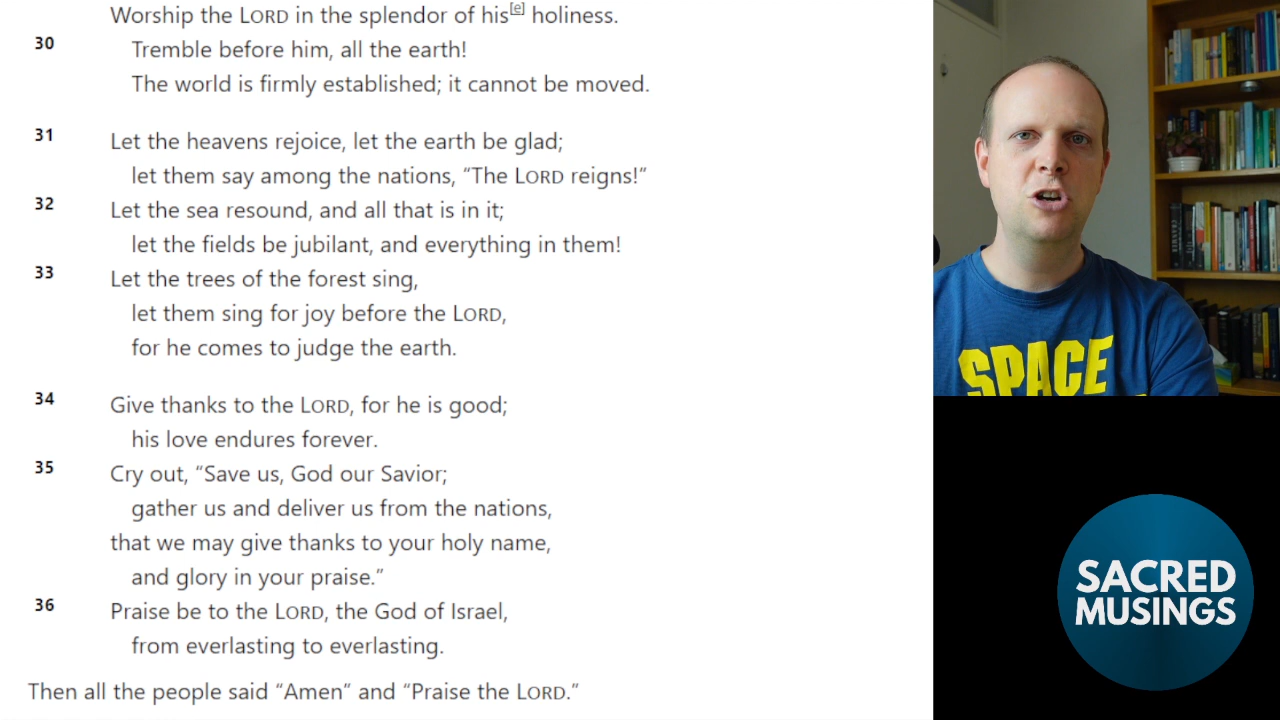 Worship the LORD in the splendor of his[e] holiness.
30 Tremble before him, all the earth!
The world is firmly established; it cannot be moved.
31 Let the heavens rejoice, let the earth be glad;
let them say among the nations, “The LORD reigns!”
32 Let the sea resound, and all that is in it;
let the fields be jubilant, and everything in them!
33 Let the trees of the forest sing,
let them sing for joy before the LORD,
for he comes to judge the earth.
34 Give thanks to the LORD, for he is good;
his love endures forever.
35 Cry out, “Save us, God our Savior;
gather us and deliver us from the nations,
that we may give thanks to your holy name,
and glory in your praise.”
36 Praise be to the LORD, the God of Israel,
from everlasting to everlasting.
Then all the people said “Amen” and “Praise the LORD.”
SPACE
SACRED
MUSINGS